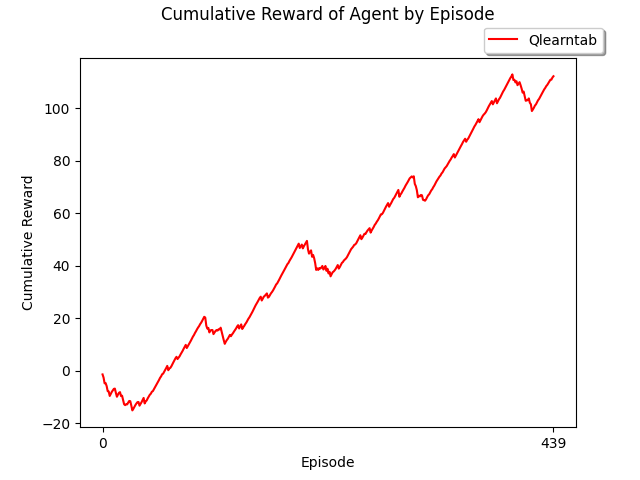 Cumulative Reward of Agent by Episode
Qlearntab
Cumulative Reward
100
80
60
40
20
0
−20
0
439
Episode